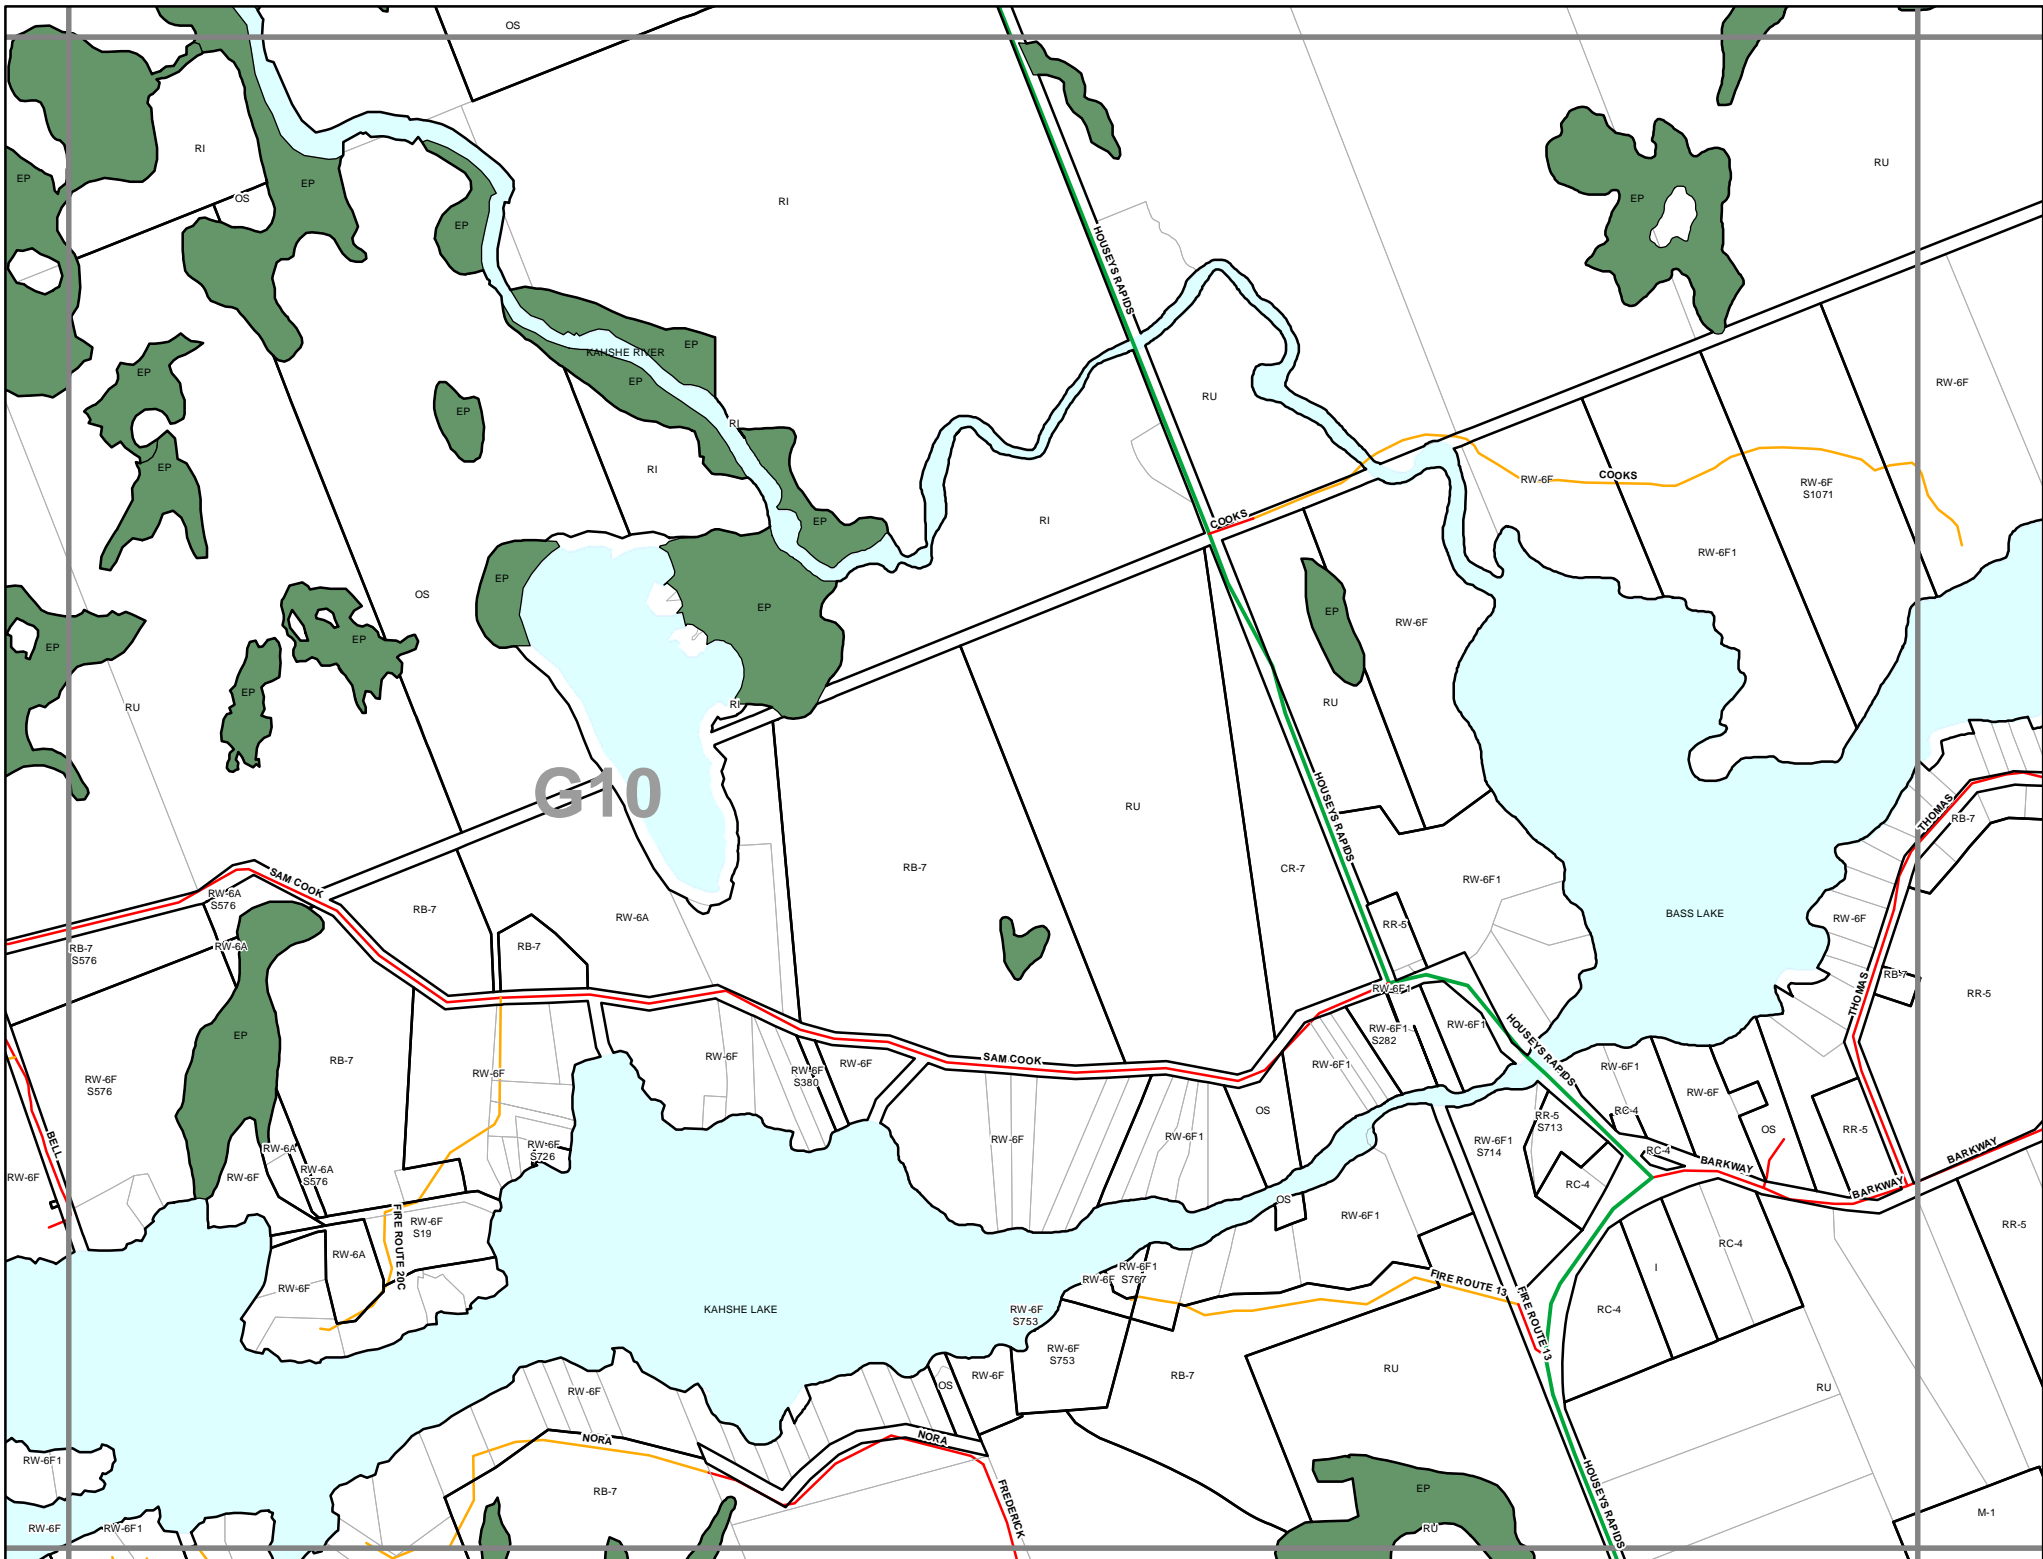 OS
RI
RU
EP
EP
OS
EP
EP
RI
HOUSEYS RAPIDS
EP
KAHSHE RIVER
EP
EP
EP
EP
RI
RU
RW-6F
EP
RI
RW-6F
COOKS
RW-6F
S1071
COOKS
RI
RW-6F1
EP
EP
OS
EP
EP
RW-6F
EP
EP
EP
RU
RI
RU
G10
RU
HOUSEYS RAPIDS
THOMAS
RB-7
RB-7
CR-7
RW-6F1
SAM COOK
RW-6A
S576
RB-7
RW-6A
BASS LAKE
RW-6F
RR-5
RB-7
S576
RW-6A
RB-7
RB-7
RR-5
THOMAS
RW-6F1
EP
RB-7
RW-6F
RW-6F
RW-6F
S380
RW-6F
SAM COOK
RW-6F1
RW-6F1
S282
RW-6F1
HOUSEYS RAPIDS
RW-6F1
RW-6F
S576
RW-6F
BELL
RW-6A
RW-6F
S726
RW-6F
RW-6F1
OS
RR-5
S713
RC-4
OS
RR-5
RW-6F1
S714
RC-4
BARKWAY
BARKWAY
BARKWAY
RW-6F
RW-6F
RW-6A
S576
RC-4
OS
RW-6F1
RW-6F
S19
FIRE ROUTE 20C
RW-6A
RR-5
RC-4
I
RW-6F
RW-6F
RW-6F1
S767
FIRE ROUTE 13
FIRE ROUTE 13
KAHSHE LAKE
RW-6F
S753
RC-4
RW-6F
S753
RB-7
RU
RU
RW-6F
OS
RW-6F
NORA
NORA
RW-6F1
RB-7
FREDERICK
EP
HOUSEYS RAPIDS
M-1
RW-6F
RW-6F1
RU